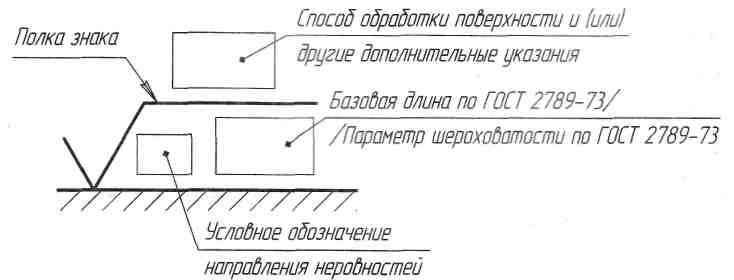 Способ обработки поверхности и (или)
другие дополнительные указания
Полка знака
Базовая длина по ГОСТ 2789-73/
/Параметр шероховатости по ГОСТ 2789-73
Условное обозначение
направления неровностей